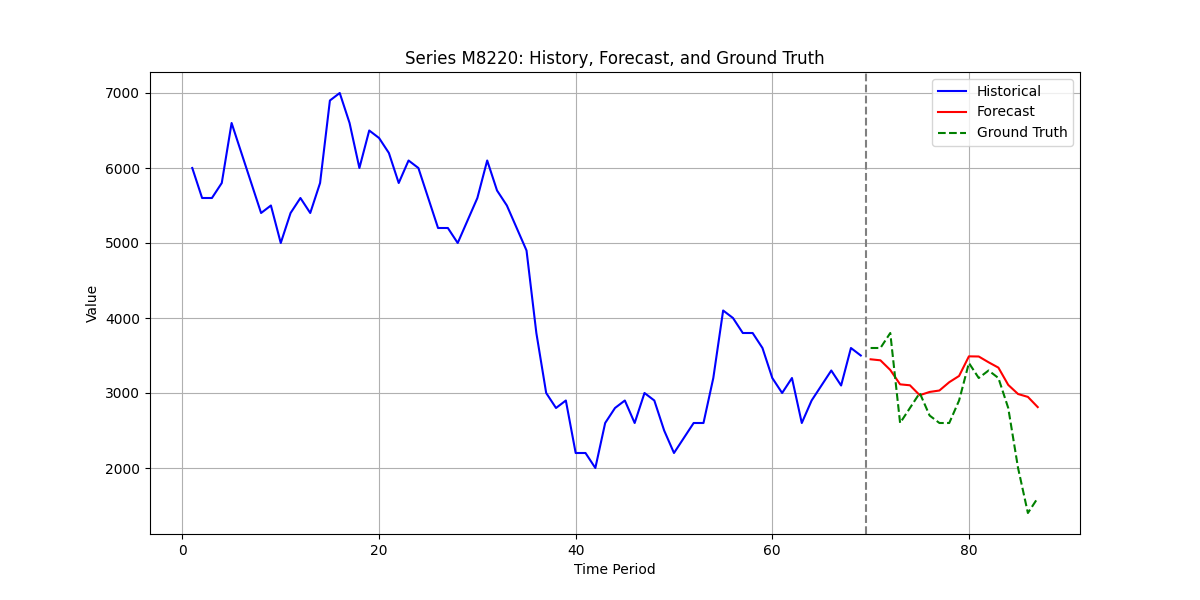 Series M8220: History, Forecast, and Ground Truth
Historical
Forecast
Ground Truth
7000
6000
5000
4000
3000
2000
Value
0 20 40 60 80
Time Period